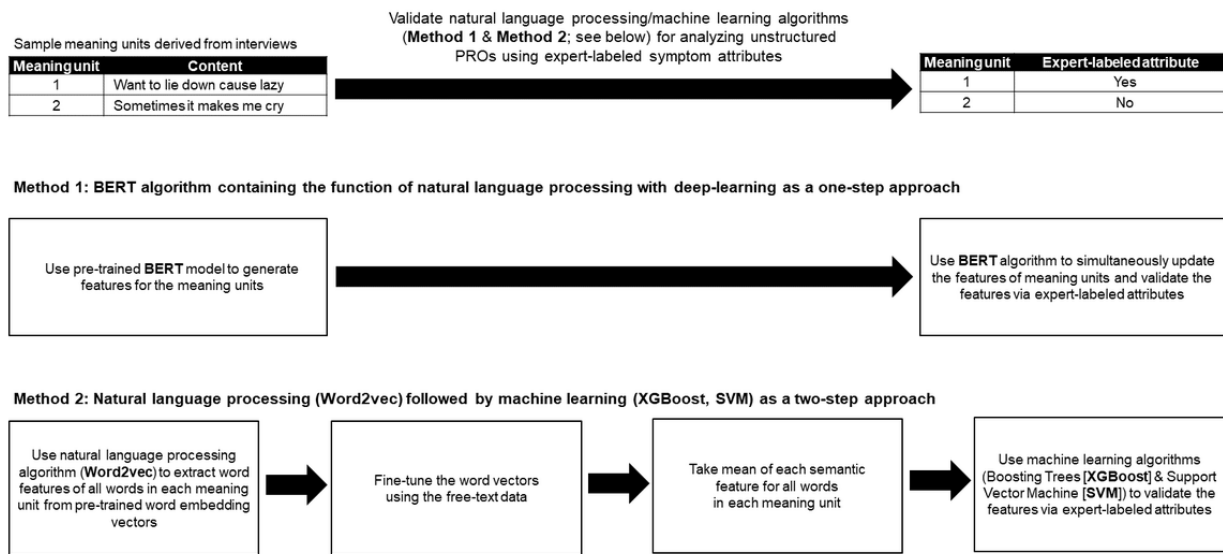 Validate natural language processing/machine learning algorithms
(Method 1 & Method 2; see below) for analyzing unstructured
PROs using expert-labeled symptom attributes
Sample meaning units derived from interviews
Meaning unit Content
1 Want to lie down cause lazy
2 Sometimes it makes me cry
Meaning unit Expert-labeled attribute
1 Yes
2 No
Method 1: BERT algorithm containing the function of natural language processing with deep-learning as a one-step approach
Use pre-trained BERT model to generate
features for the meaning units
Use BERT algorithm to simultaneously update
the features of meaning units and validate the
features via expert-labeled attributes
Method 2: Natural language processing (Word2vec) followed by machine learning (XGBoost, SVM) as a two-step approach
Use natural language processing
algorithm (Word2vec) to extract word
features of all words in each meaning
unit from pre-trained word embedding
vectors
Fine-tune the word vectors
using the free-text data
Take mean of each semantic
feature for all words
in each meaning unit
Use machine learning algorithms
(Boosting Trees [XGBoost] & Support
Vector Machine [SVM]) to validate the
features via expert-labeled attributes